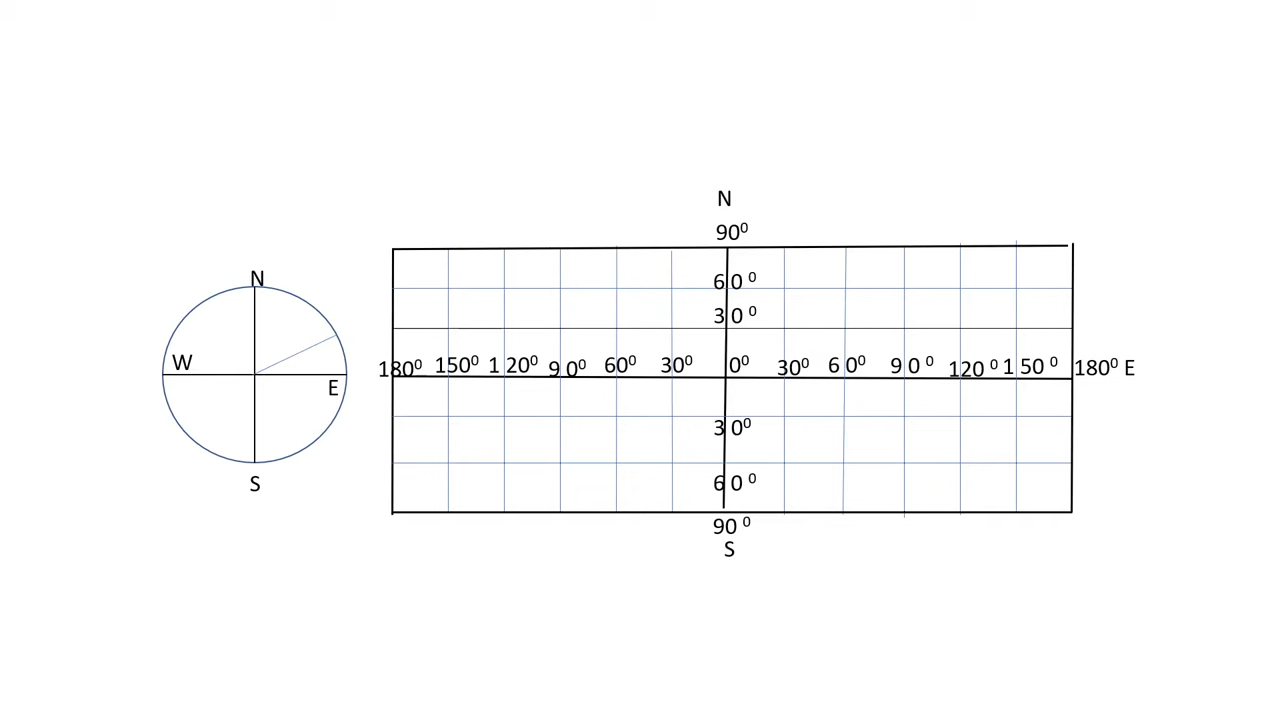 N
90⁰
6 0 ⁰
3 0 ⁰
180⁰ 150⁰ 1 20⁰ 9 0⁰ 60⁰ 30⁰ 0⁰ 30⁰ 6 0⁰ 9 0 ⁰ 120 ⁰ 1 50 ⁰ 180⁰ E
3 0⁰
6 0 ⁰
90 ⁰
S
N
W
E
S